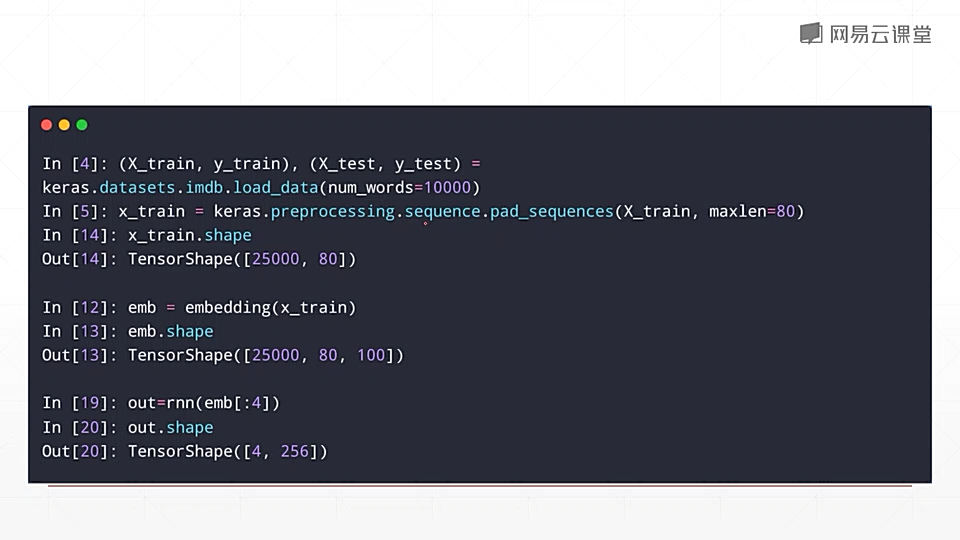 网易云课堂
In [4]: (X_train, y_train), (X_test, y_test) =
keras.datasets.imdb.load_data(num_words=10000)
In [5]: x_train = keras.preprocessing.sequence.pad_sequences(X_train, maxlen=80)
In [14]: x_train.shape
Out[14]: TensorShape([25000, 80])
In [12]: emb = embedding(x_train)
In [13]: emb.shape
Out[13]: TensorShape([25000, 80, 100])
In [19]: out=rnn(emb[:4])
In [20]: out.shape
Out[20]: TensorShape([4, 256])